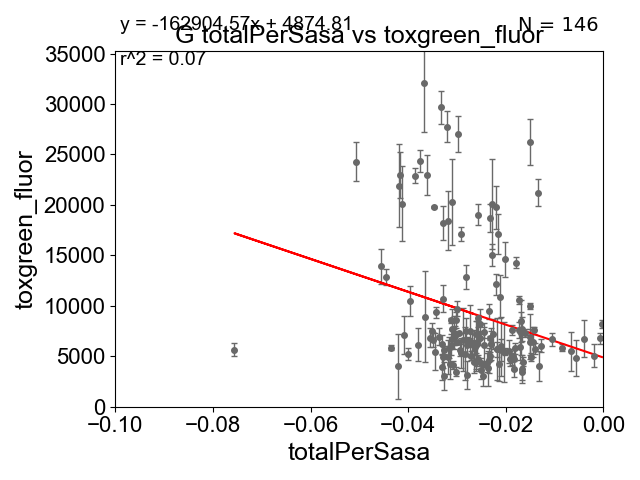 y = -162904.57x + 4874.81
N = 146
G totalPerSasa vs toxgreen_fluor
r^2 = 0.07
35000
30000
25000
20000
15000
10000
5000
0
toxgreen_fluor
−0.10 −0.08 −0.06 −0.04 −0.02 0.00
totalPerSasa